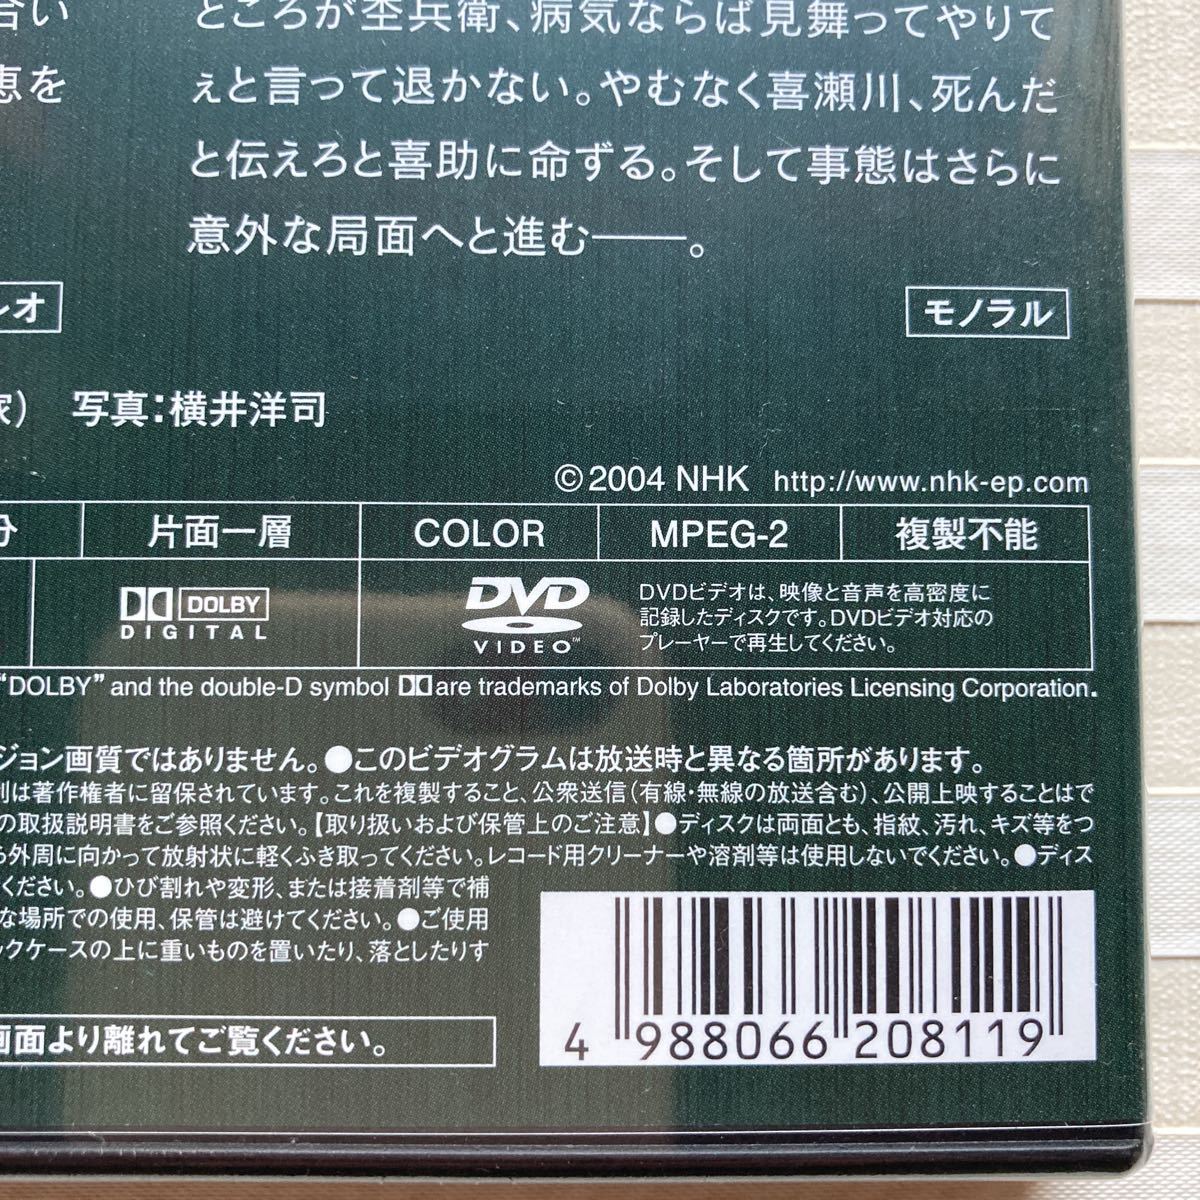 合い
恵を
ところが杢兵衛、病気ならば見舞ってやりて
ぇと言って退かない。やむなく喜瀬川、死んだ
と伝えろと喜助に命ずる。そして事態はさらに
意外な局面へと進む――。
レオ
モノラル
家) 写真:横井洋司
©2004 NHK http://www.nhk-ep.com
分 片面一層 COLOR MPEG-2 複製不能
DOLBY
DIGITAL
DVD
VIDEO™
DVDビデオは、映像と音声を高密度に
記録したディスクです。DVDビデオ対応の
プレーヤーで再生してください。
"DOLBY" and the double-D symbol are trademarks of Dolby Laboratories Licensing Corporation.
ジョン画質ではありません。●このビデオグラムは放送時と異なる箇所があります。
利は著作権者に留保されています。これを複製すること、公衆送信(有線・無線の放送含む)、公開上映することはで
の取扱説明書をご参照ください。【取り扱いおよび保管上のご注意】●ディスクは両面とも、指紋、汚れ、キズ等をつ
ら外周に向かって放射状に軽くふき取ってください。レコード用クリーナーや溶剤等は使用しないでください。●ディス
ください。●ひび割れや変形、または接着剤等で補
な場所での使用、保管は避けてください。●ご使用
ックケースの上に重いものを置いたり、落としたりす
画面より離れてご覧ください。
4 988066 208119